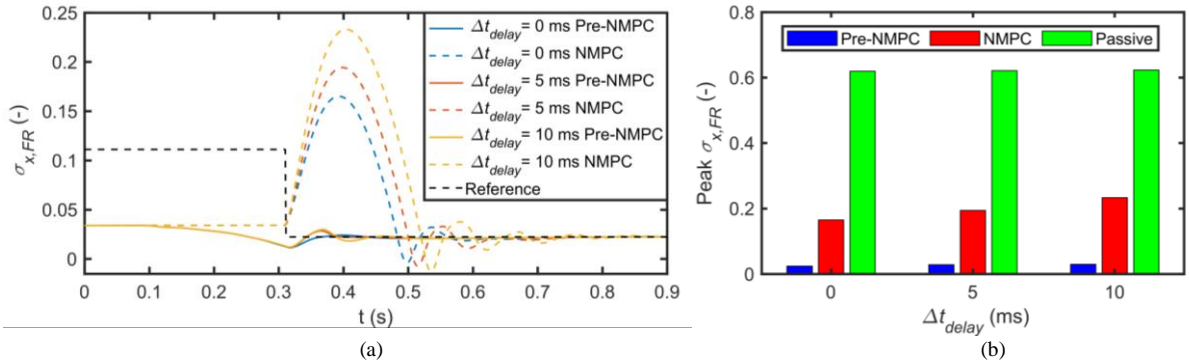 (a)
0.25
0.2
0.15
0.1
0.05
0
σx,FR (-)
0 0.1 0.2 0.3 0.4 0.5 0.6 0.7 0.8 0.9
t (s)
Δtdelay= 0 ms Pre-NMPC
Δtdelay= 0 ms NMPC
Δtdelay= 5 ms Pre-NMPC
Δtdelay= 5 ms NMPC
Δtdelay= 10 ms Pre-NMPC
Δtdelay= 10 ms NMPC
Reference
(a)
(b)
0.8
0.6
0.4
0.2
0
Peak σx,FR (-)
Pre-NMPC NMPC Passive
0 5 10
Δtdelay (ms)
(b)